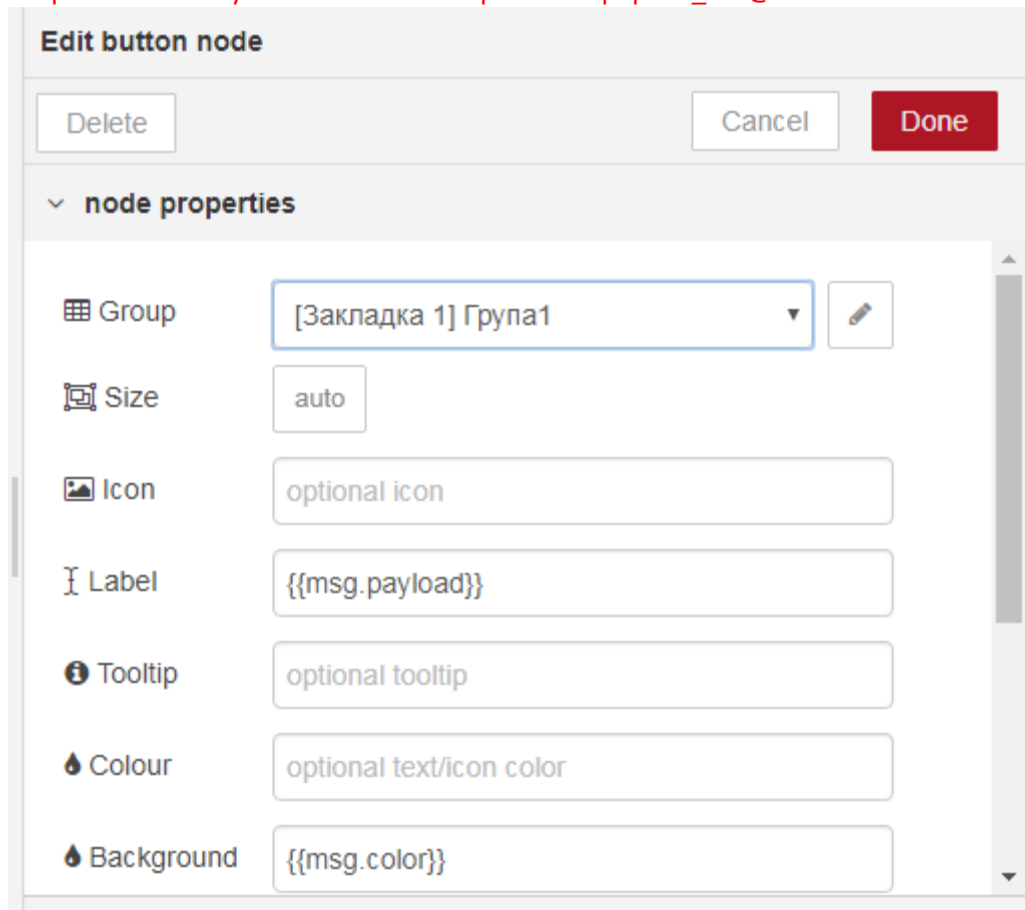 Edit button node
Delete Cancel Done
node properties
Group [Закладка 1] Група1
Size auto
Icon optional icon
Label {{msg.payload}}
Tooltip optional tooltip
Colour optional text/icon color
Background {{msg.color}}